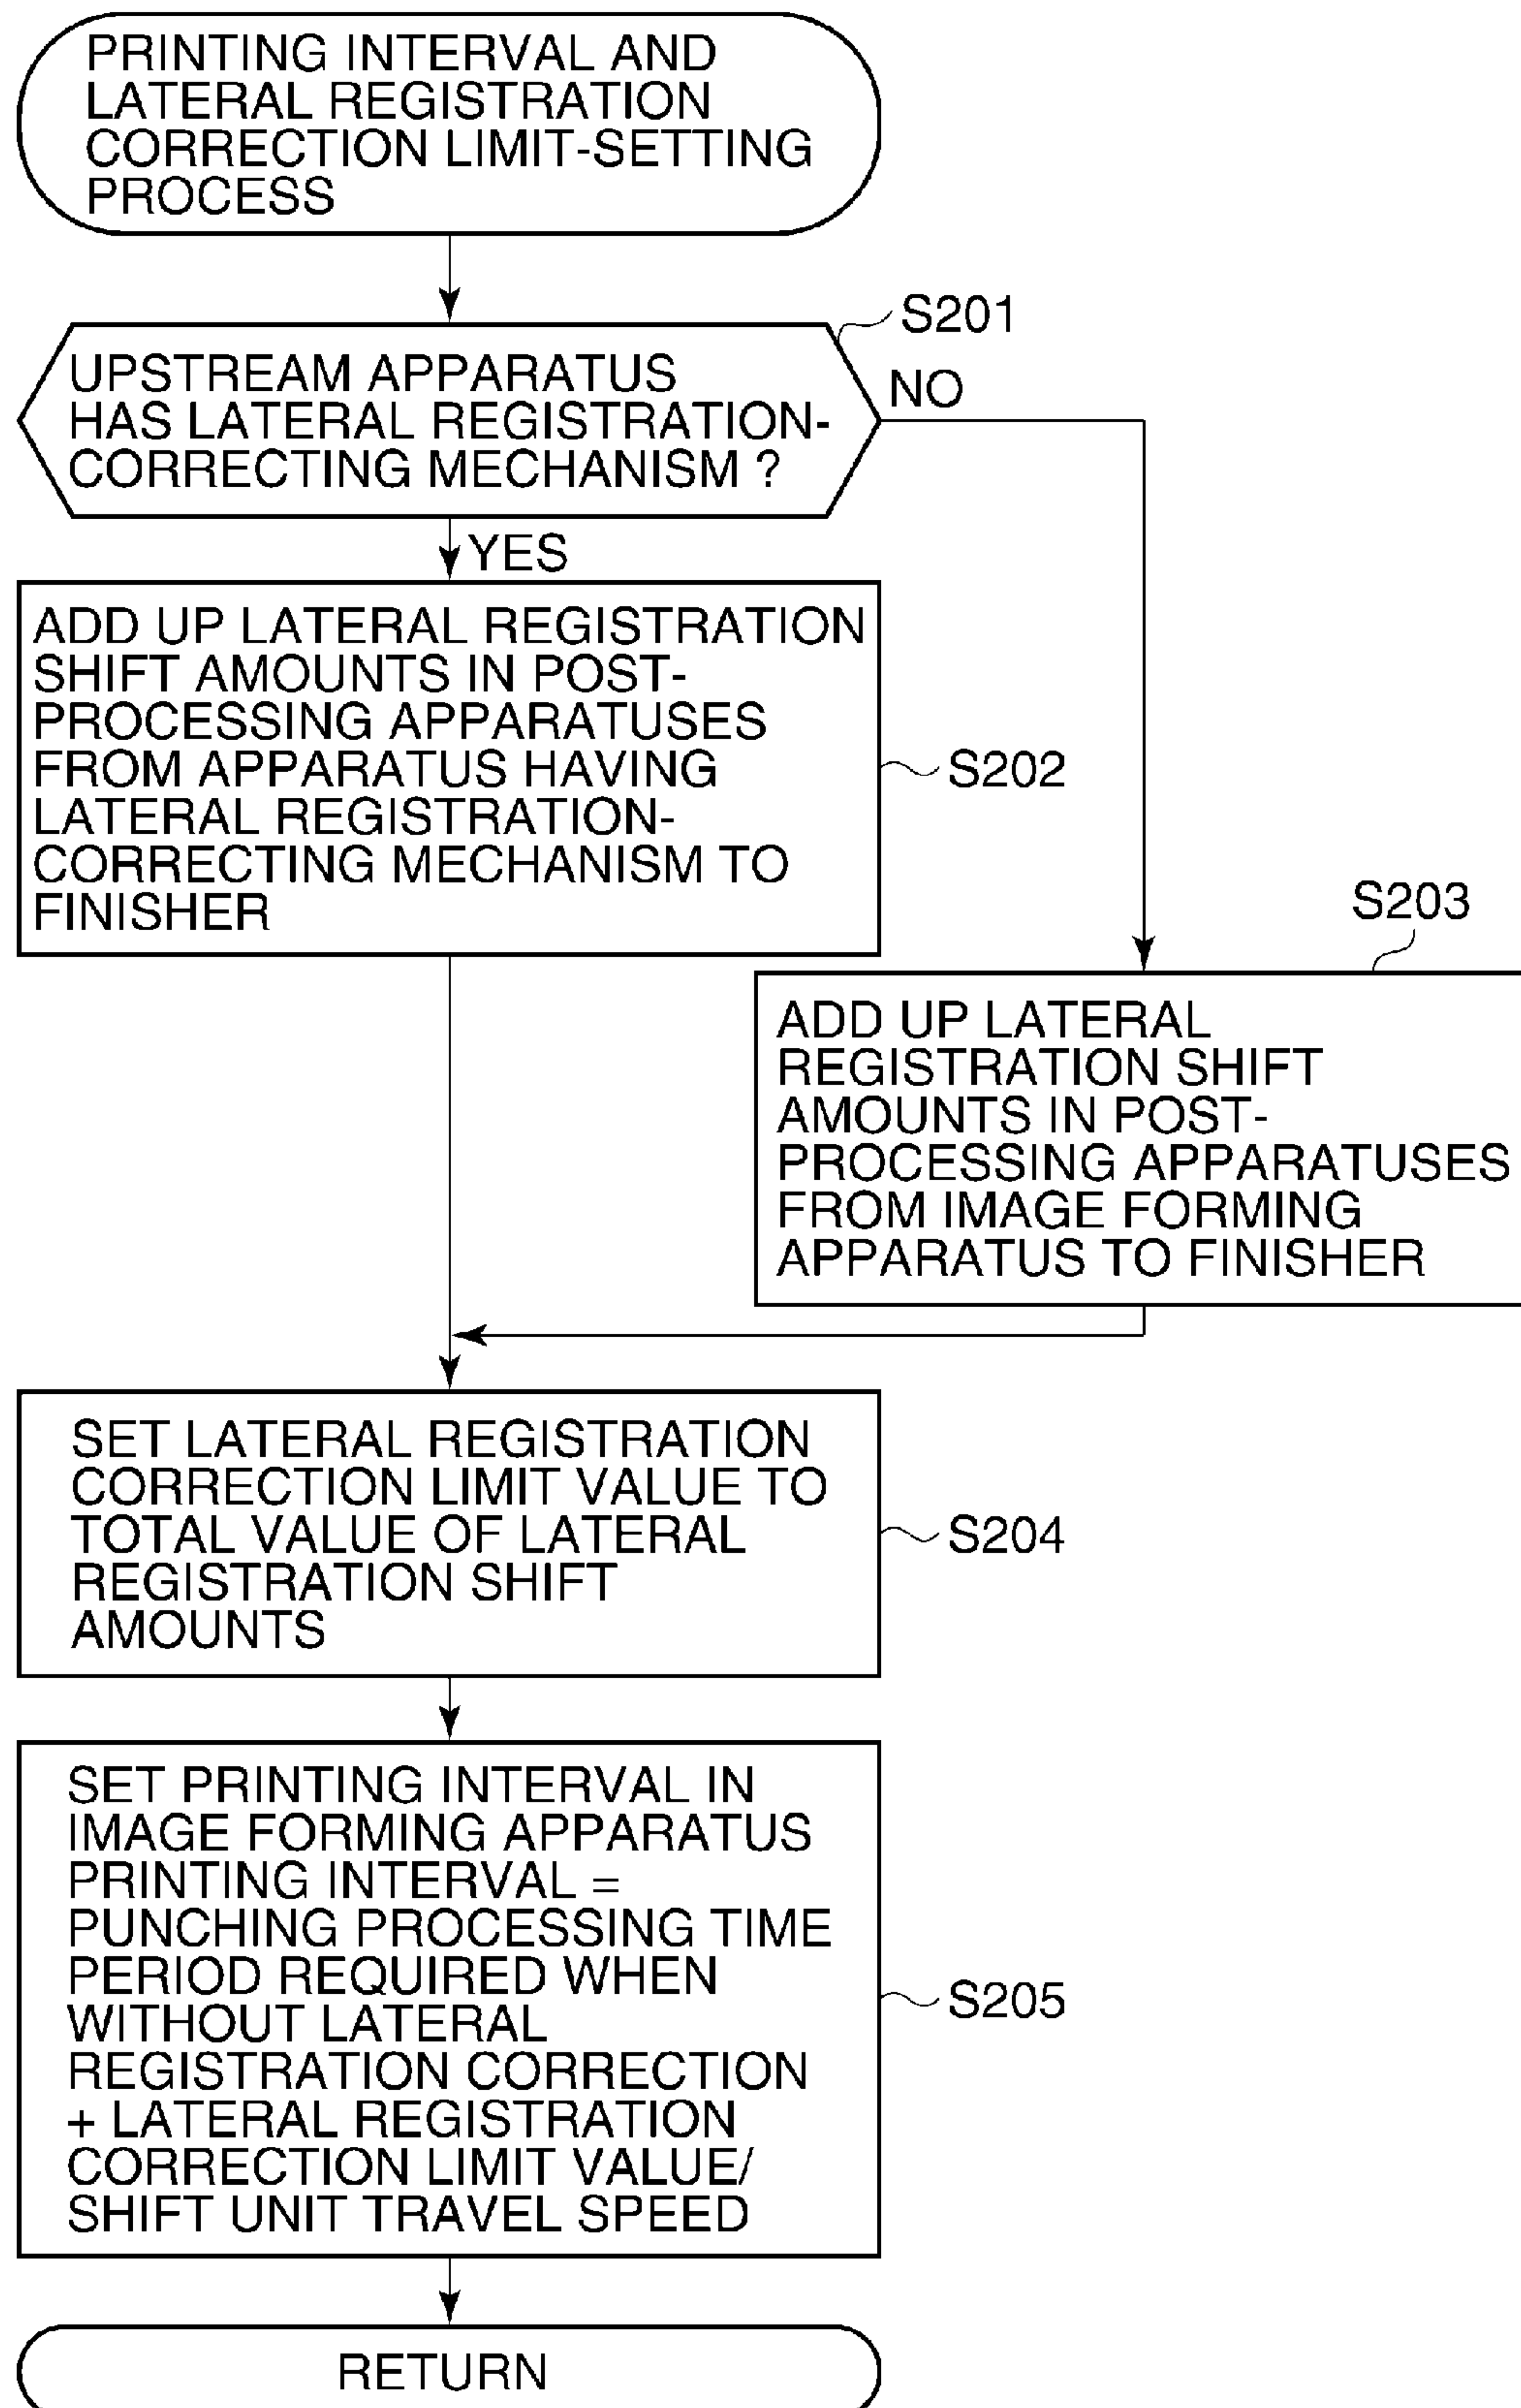 PRINTING INTERVAL AND
LATERAL REGISTRATION
CORRECTION LIMIT-SETTING
PROCESS
S201
UPSTREAM APPARATUS
HAS LATERAL REGISTRATION-
CORRECTING MECHANISM ?
NO
YES
ADD UP LATERAL REGISTRATION
SHIFT AMOUNTS IN POST-
PROCESSING APPARATUSES
FROM APPARATUS HAVING
LATERAL REGISTRATION-
CORRECTING MECHANISM TO
FINISHER
S202
S203
ADD UP LATERAL
REGISTRATION SHIFT
AMOUNTS IN POST-
PROCESSING APPARATUSES
FROM IMAGE FORMING
APPARATUS TO FINISHER
SET LATERAL REGISTRATION
CORRECTION LIMIT VALUE TO
TOTAL VALUE OF LATERAL
REGISTRATION SHIFT
AMOUNTS
S204
SET PRINTING INTERVAL IN
IMAGE FORMING APPARATUS
PRINTING INTERVAL =
PUNCHING PROCESSING TIME
PERIOD REQUIRED WHEN
WITHOUT LATERAL
REGISTRATION CORRECTION
+ LATERAL REGISTRATION
CORRECTION LIMIT VALUE/
SHIFT UNIT TRAVEL SPEED
S205
RETURN